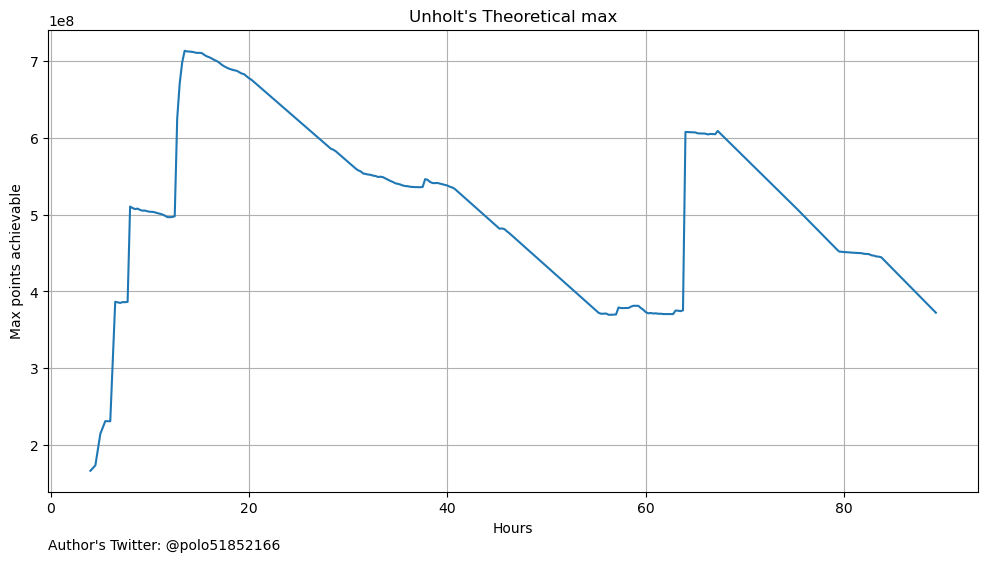 Unholt's Theoretical max
1e8
7
6
5
4
3
2
Max points achievable
0 20 40 60 80
Hours
Author's Twitter: @polo51852166